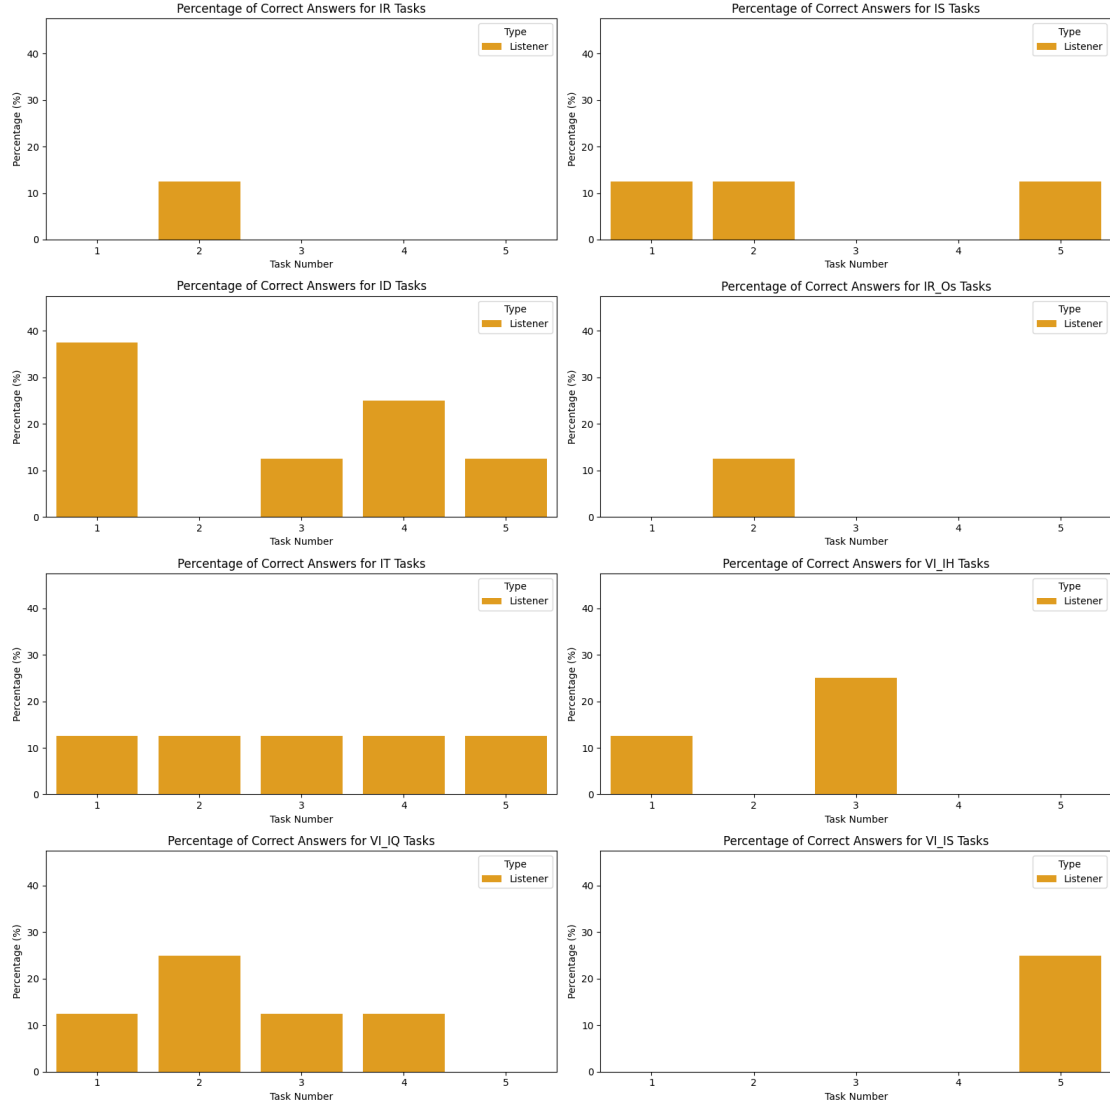 Percentage of Correct Answers for IR Tasks
Type
Listener
Percentage (%)
40
30
20
10
0
1 2 3 4 5
Task Number
Percentage of Correct Answers for IS Tasks
Type
Listener
Percentage (%)
40
30
20
10
0
1 2 3 4 5
Task Number
Percentage of Correct Answers for ID Tasks
Type
Listener
Percentage (%)
40
30
20
10
0
1 2 3 4 5
Task Number
Percentage of Correct Answers for IR_Os Tasks
Type
Listener
Percentage (%)
40
30
20
10
0
1 2 3 4 5
Task Number
Percentage of Correct Answers for IT Tasks
Type
Listener
Percentage (%)
40
30
20
10
0
1 2 3 4 5
Task Number
Percentage of Correct Answers for VI_IH Tasks
Type
Listener
Percentage (%)
40
30
20
10
0
1 2 3 4 5
Task Number
Percentage of Correct Answers for VI_IQ Tasks
Type
Listener
Percentage (%)
40
30
20
10
0
1 2 3 4 5
Task Number
Percentage of Correct Answers for VI_IS Tasks
Type
Listener
Percentage (%)
40
30
20
10
0
1 2 3 4 5
Task Number